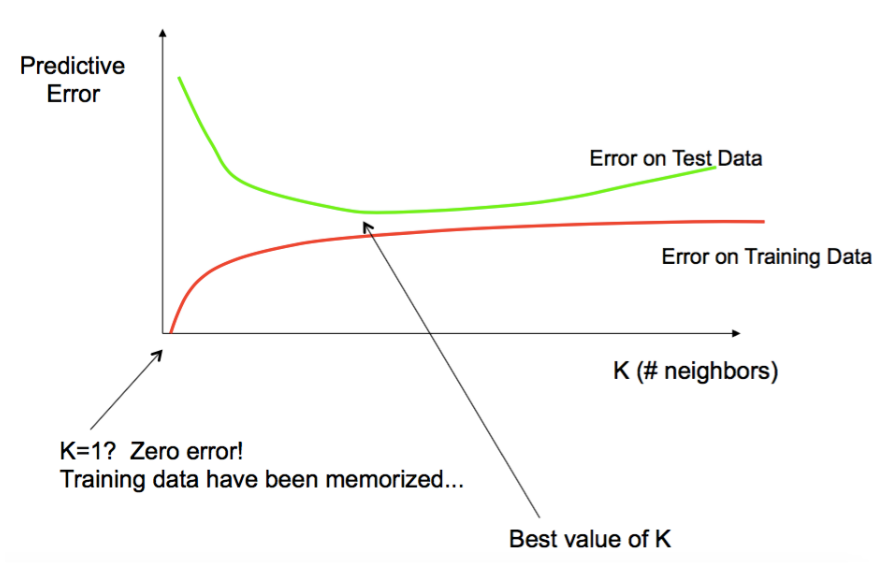 Predictive
Error
Error on Test Data
Error on Training Data
K (# neighbors)
K=1?  Zero error!
Training data have been memorized...
Best value of K